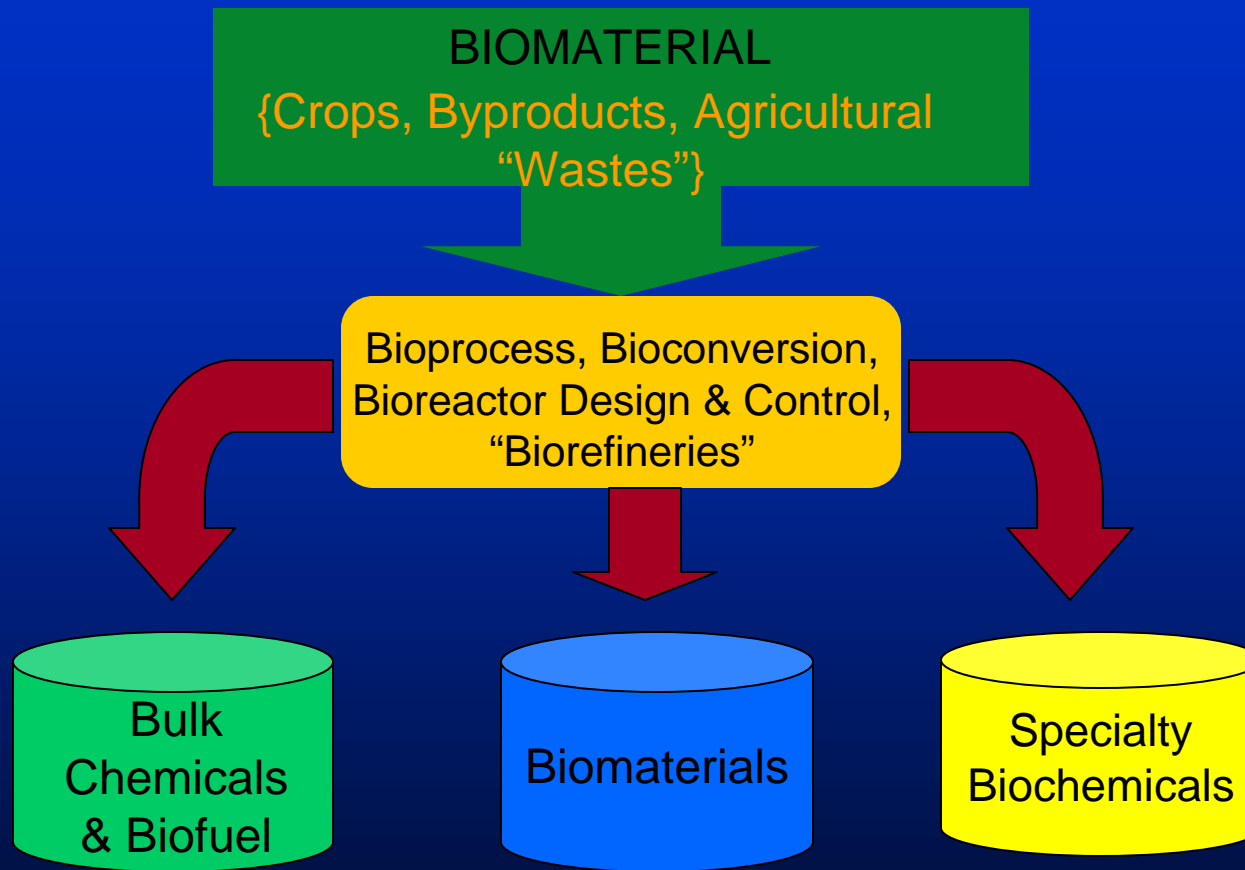 BIOMATERIAL
{Crops, Byproducts, Agricultural
“Wastes”}
Bioprocess, Bioconversion,
Bioreactor Design & Control,
“Biorefineries”
Bulk
Chemicals
& Biofuel
Biomaterials
Specialty
Biochemicals